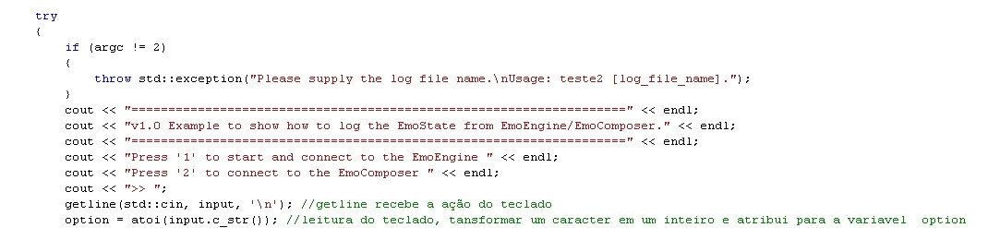 try
{
if (argc != 2)
{
throw std::exception("Please supply the log file name.\nUsage: teste2 [log_file_name].");
}
cout << "===================================================================" << endl;
cout << "v1.0 Example to show how to log the EmoState from EmoEngine/EmoComposer." << endl;
cout << "===================================================================" << endl;
cout << "Press '1' to start and connect to the EmoEngine " << endl;
cout << "Press '2' to connect to the EmoComposer " << endl;
cout << ">> ";
getline(std::cin, input, '\n'); //getline recebe a ação do teclado
option = atoi(input.c_str()); //leitura do teclado, tansformar um caracter em um inteiro e atribui para a variavel option